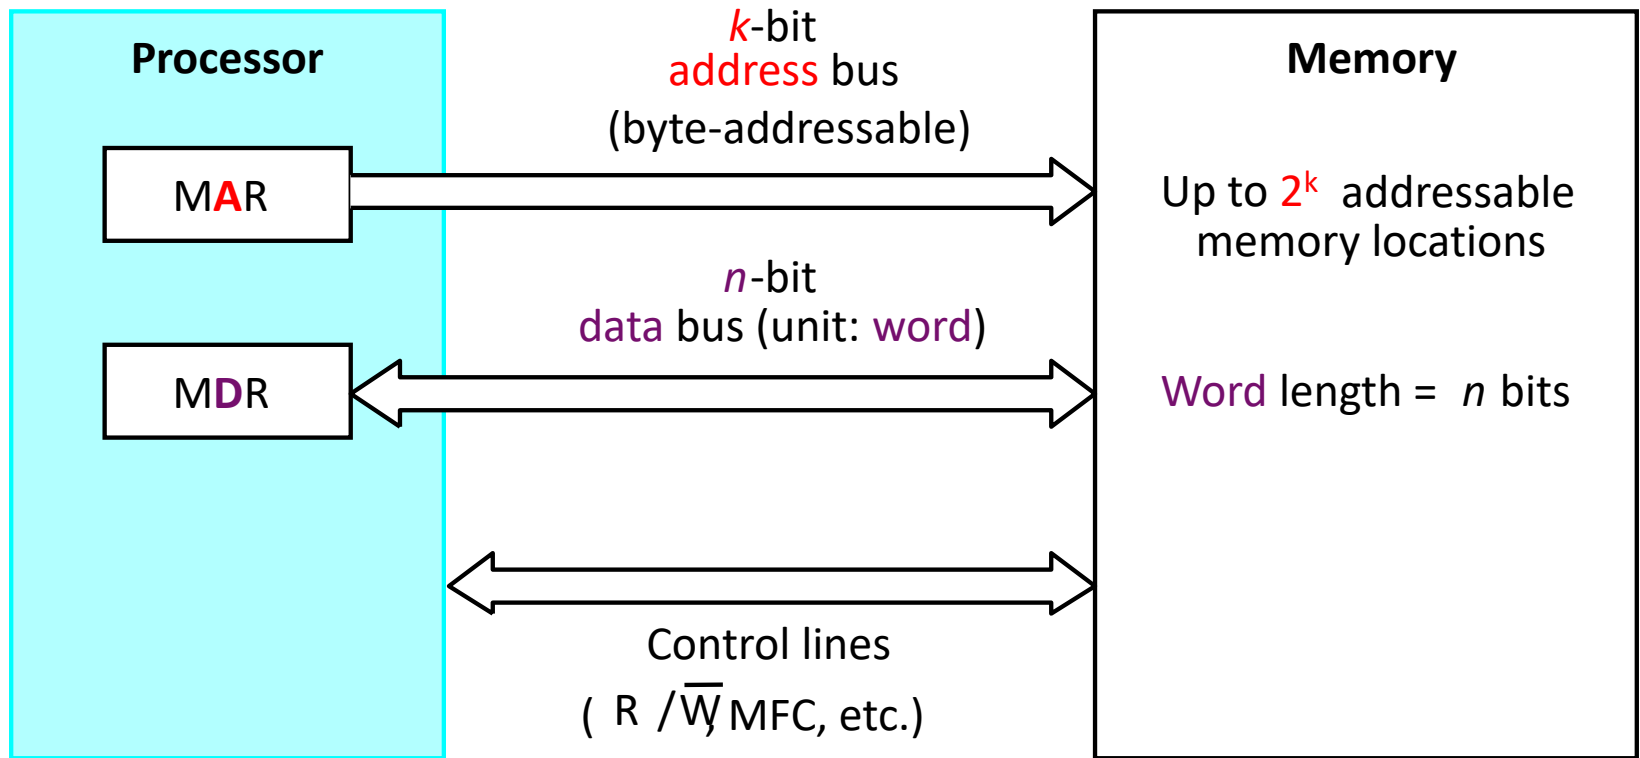 Processor
MAR
MDR
k-bit
address bus
(byte-addressable)
n-bit
data bus (unit: word)
Control lines
( R / W̅, MFC, etc.)
Memory
Up to 2ᵏ addressable
memory locations
Word length = n bits